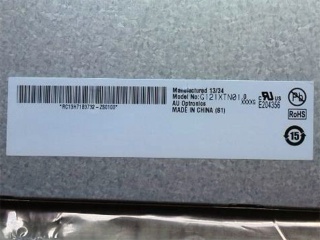 Manufactured 13/34
Model No: G121XTN01.0
AU Optronics
MADE IN CHINA (S1)
E204356
RoHS
15